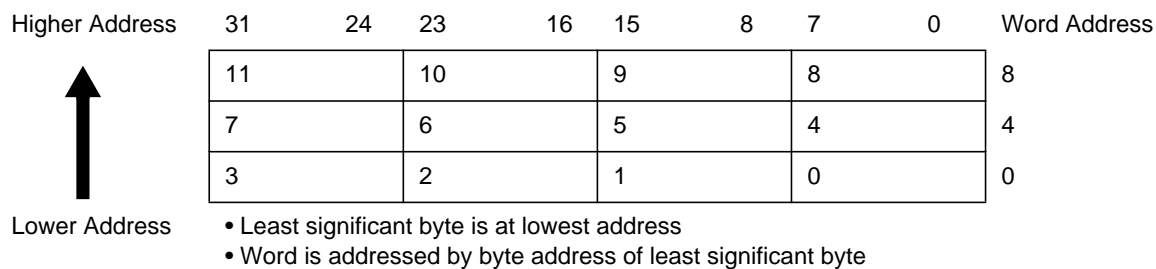 Higher Address 31 24 23 16 15 8 7 0 Word Address
11 10 9 8 8
7 6 5 4 4
3 2 1 0 0
Lower Address • Least significant byte is at lowest address
• Word is addressed by byte address of least significant byte